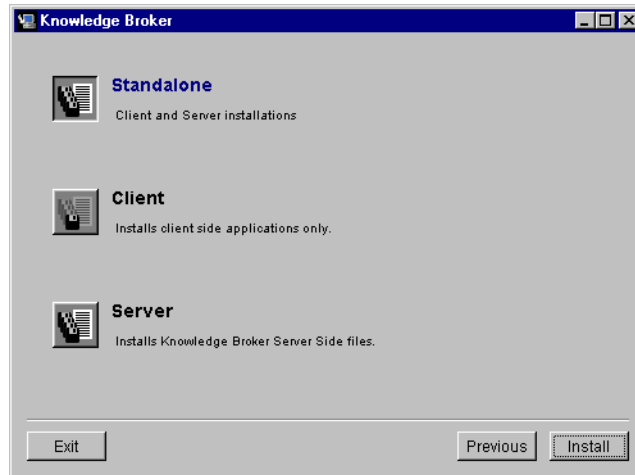 Knowledge Broker
Standalone
Client and Server installations
Client
Installs client side applications only.
Server
Installs Knowledge Broker Server Side files.
Exit
Previous
Install